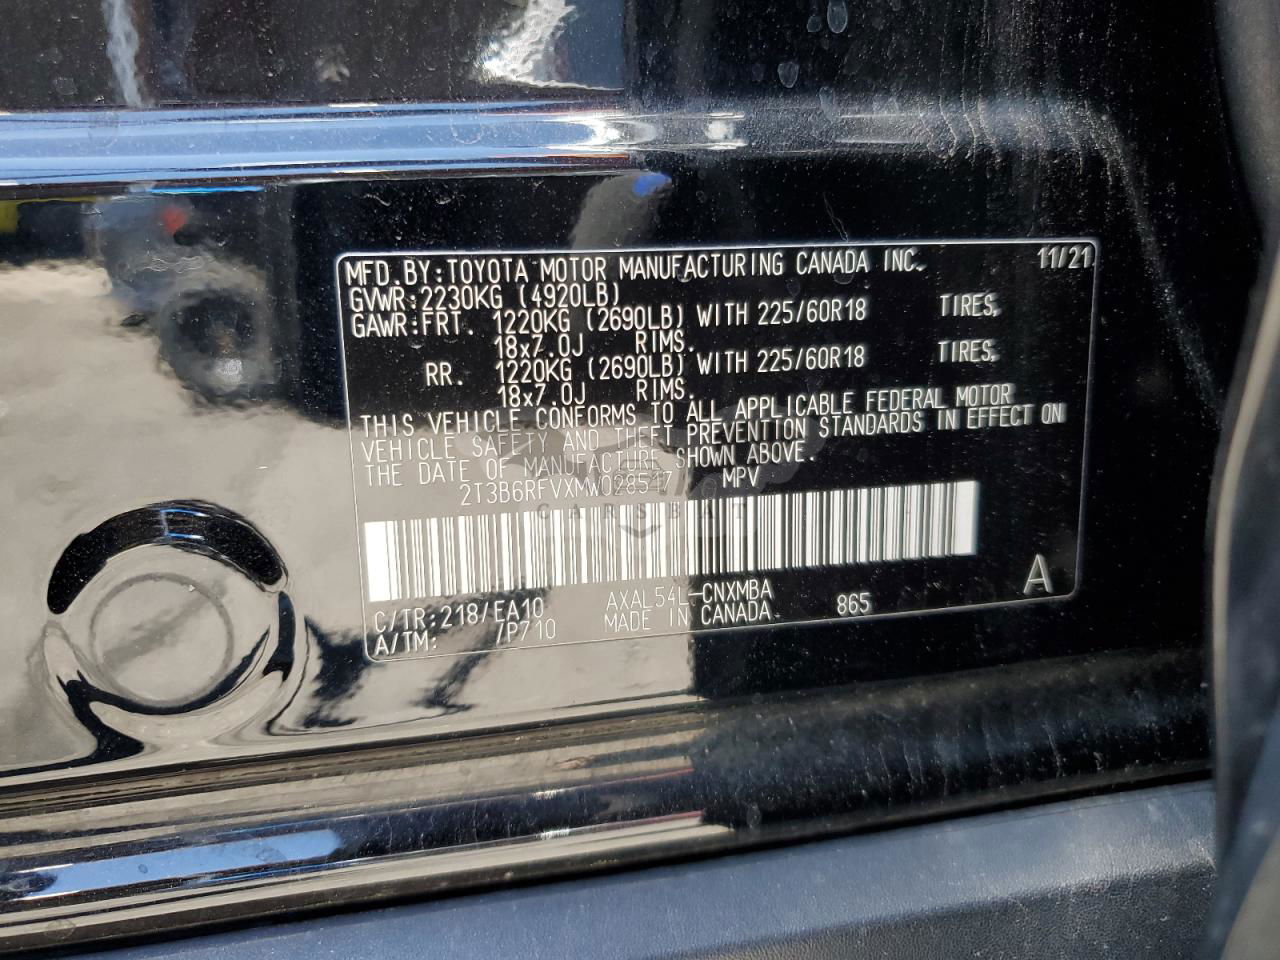 MFD.BY:TOYOTA MOTOR MANUFACTURING CANADA INC. 11/21
GVWR:2230KG (4920LB)
GAWR:FRT. 1220KG (2690LB) WITH 225/60R18 TIRES,
18x7.0J RIMS.
RR. 1220KG (2690LB) WITH 225/60R18 TIRES,
18x7.0J RIMS.
THIS VEHICLE CONFORMS TO ALL APPLICABLE FEDERAL MOTOR
VEHICLE SAFETY AND THEFT PREVENTION STANDARDS IN EFFECT ON
THE DATE OF MANUFACTURE SHOWN ABOVE.
2T3B6RFVXMW028517 MPV
CARSBAT
C/TR:218/EA10 AXAL54L-CNXMBA 865 A
A/TM: /P710 MADE IN CANADA